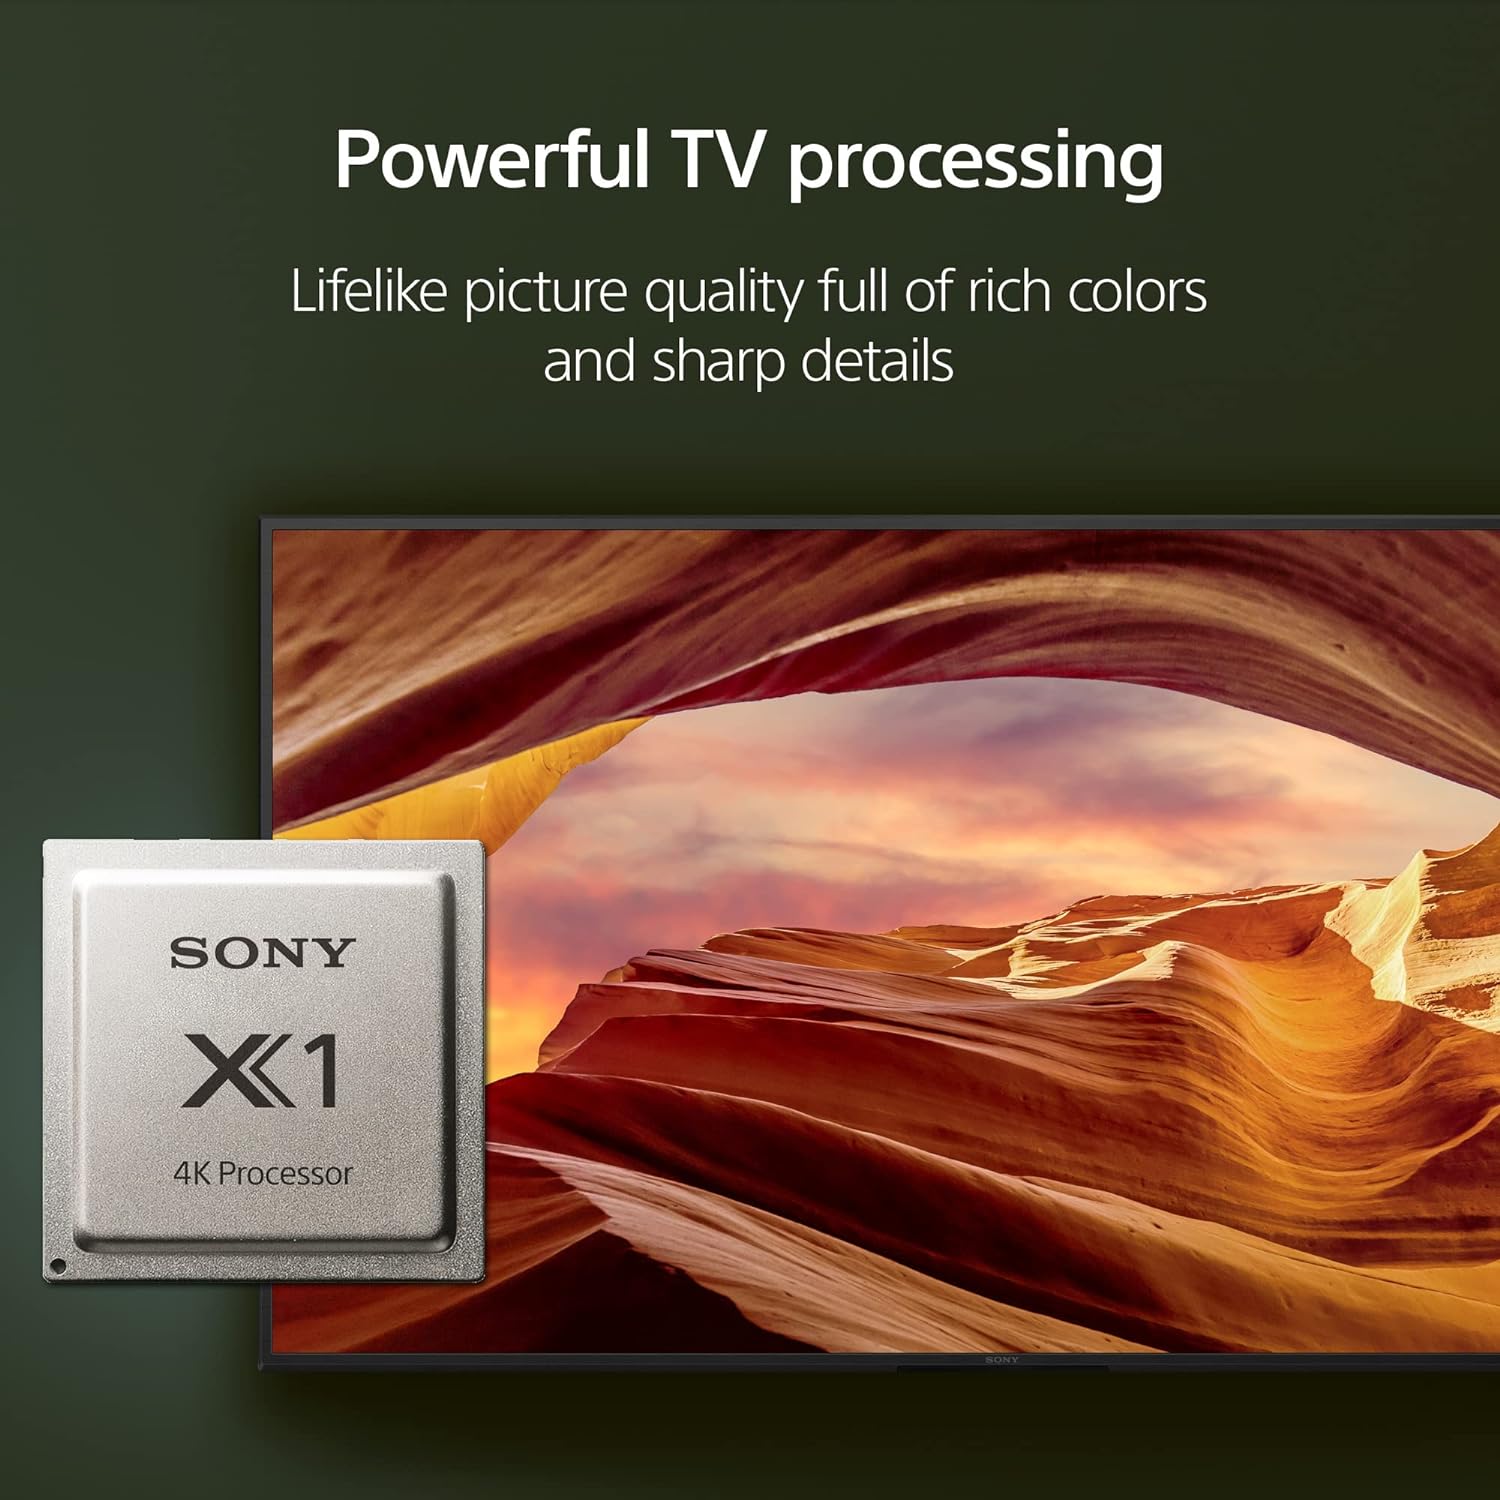 Powerful TV processing
Lifelike picture quality full of rich colors
and sharp details
SONY
X1
4K Processor
SONY